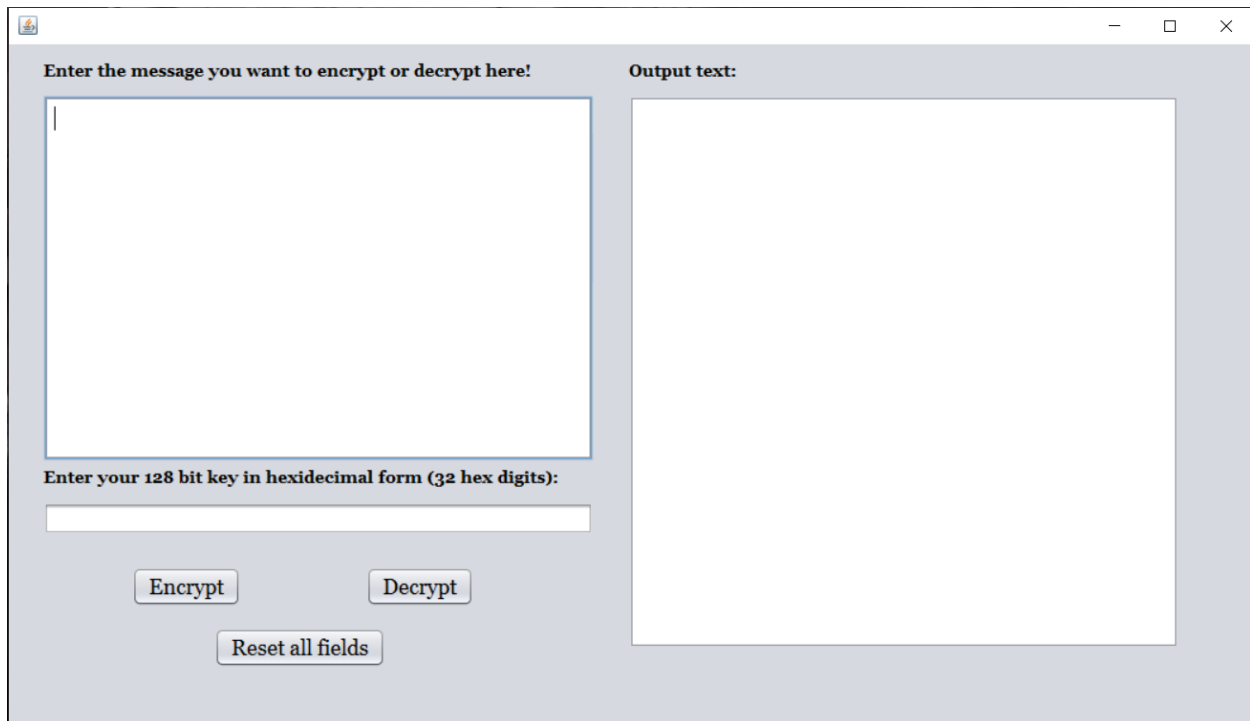 Enter the message you want to encrypt or decrypt here!
Output text:
Enter your 128 bit key in hexidecimal form (32 hex digits):
Encrypt
Decrypt
Reset all fields